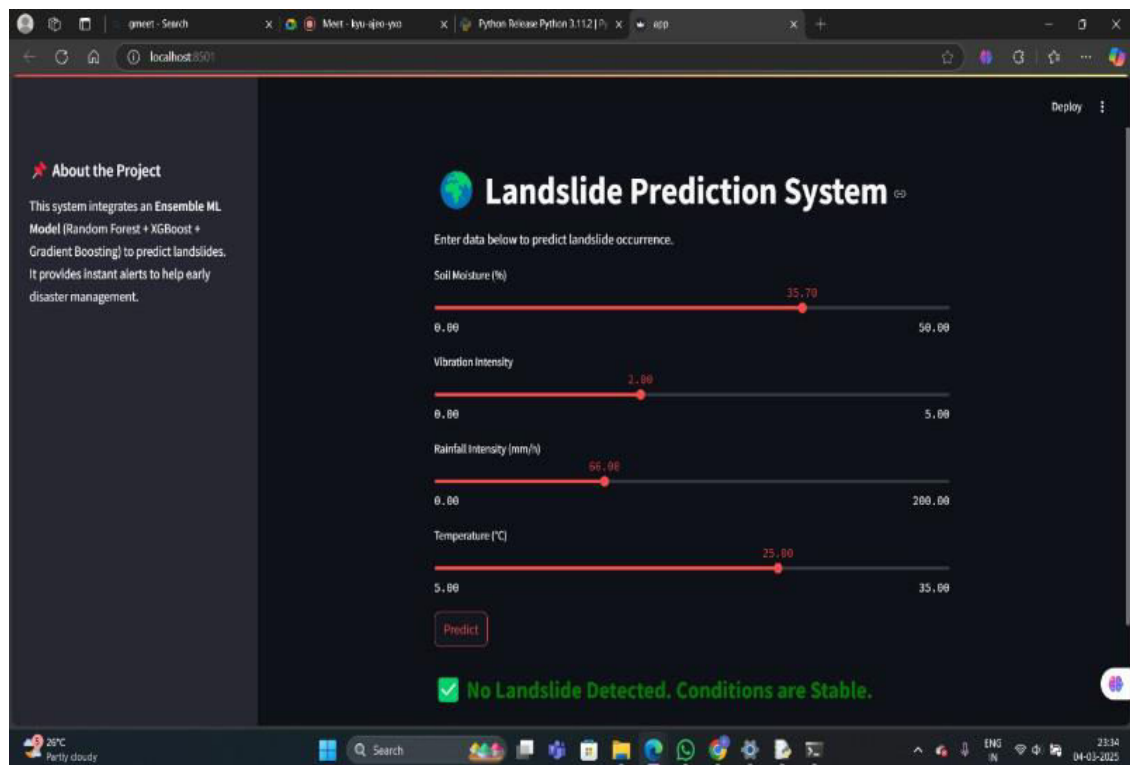 gmeet - Search
Meet - kyu-ajeo-yxo
Python Release Python 3.11.2 | Py
app
localhost:8501
Deploy
About the Project
This system integrates an Ensemble ML
Model (Random Forest + XGBoost +
Gradient Boosting) to predict landslides.
It provides instant alerts to help early
disaster management.
Landslide Prediction System
Enter data below to predict landslide occurrence.
Soil Moisture (%)
35.70
0.00 50.00
Vibration Intensity
2.00
0.00 5.00
Rainfall Intensity (mm/h)
66.00
0.00 200.00
Temperature (°C)
25.00
5.00 35.00
Predict
No Landslide Detected. Conditions are Stable.
26°C
Partly cloudy
Search
ENG
IN
23:34
04-03-2025